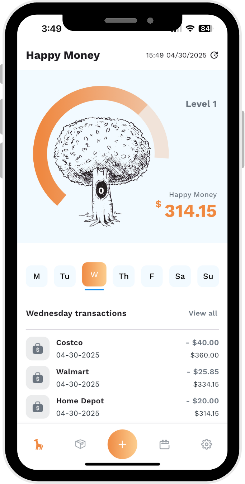 3:49
84
Happy Money
15:49 04/30/2025
Level 1
0
Happy Money
$ 314.15
M Tu W Th F Sa Su
Wednesday transactions View all
Costco - $40.00
04-30-2025 $360.00
Walmart - $25.85
04-30-2025 $334.15
Home Depot - $20.00
04-30-2025 $314.15